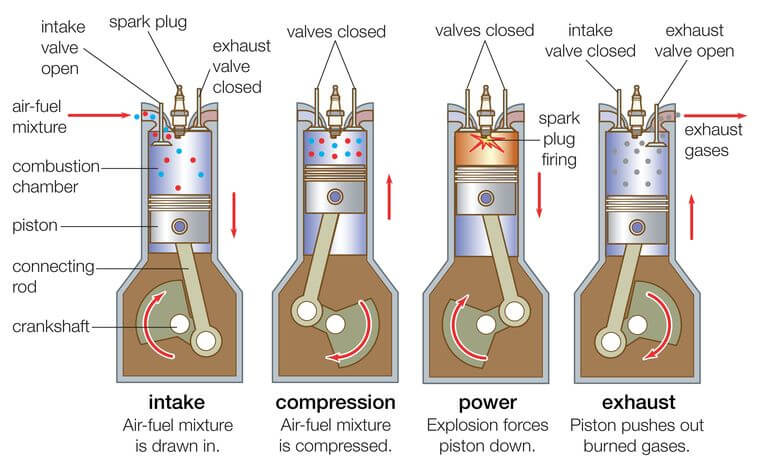 intake
valve
open
spark plug
exhaust
valve
closed
air-fuel
mixture
combustion
chamber
piston
connecting
rod
crankshaft
intake
Air-fuel mixture
is drawn in.
valves closed
compression
Air-fuel mixture
is compressed.
valves closed
spark
plug
firing
power
Explosion forces
piston down.
intake
valve closed
exhaust
valve open
exhaust
gases
exhaust
Piston pushes out
burned gases.